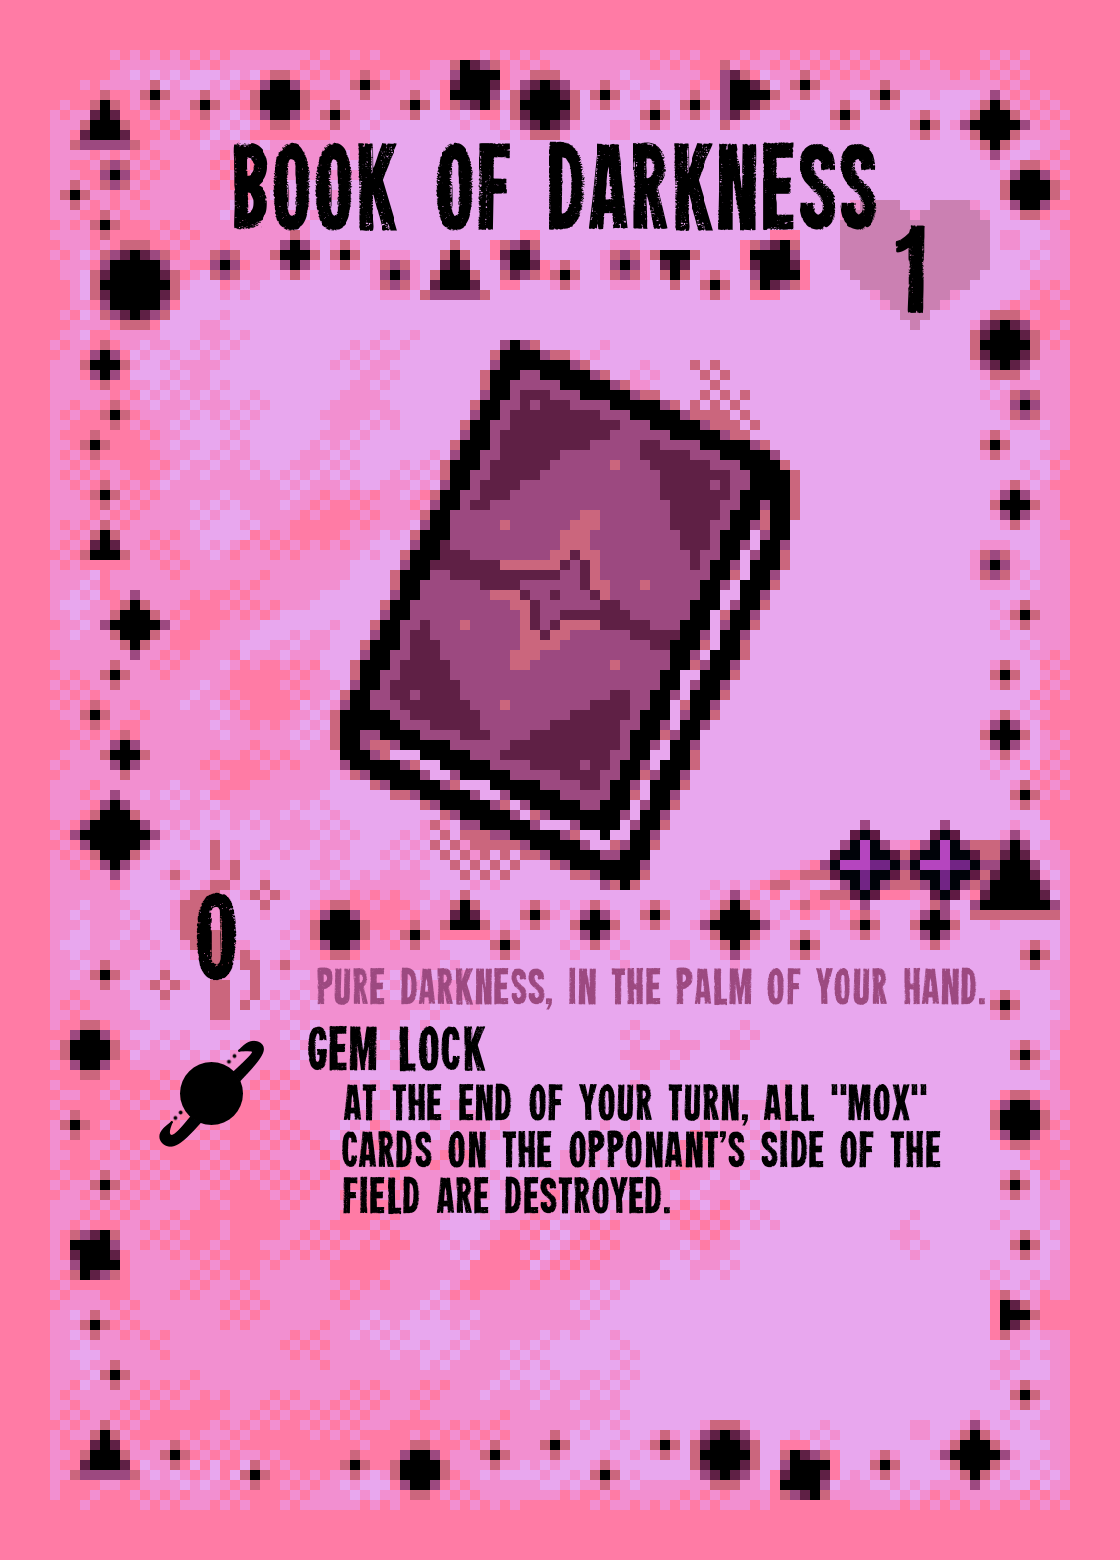 BOOK OF DARKNESS
1
0
PURE DARKNESS, IN THE PALM OF YOUR HAND.
GEM LOCK
AT THE END OF YOUR TURN, ALL "MOX"
CARDS ON THE OPPONANT'S SIDE OF THE
FIELD ARE DESTROYED.